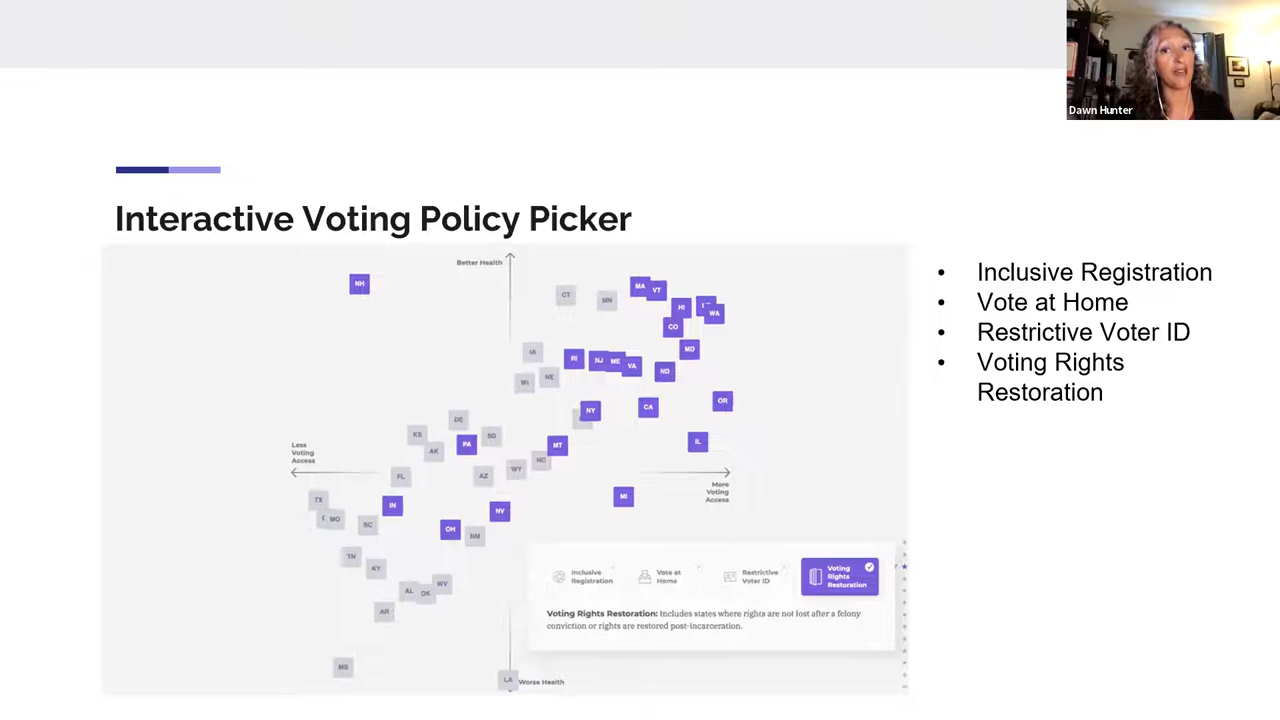 Dawn Hunter
Interactive Voting Policy Picker
Better Health
NH
CT
MN
MA
VT
HI
WA
CO
MD
IA
RI
NJ
ME
VA
ND
WI
NE
NY
CA
OR
DE
KS
PA
SD
AK
MT
IL
NC
Less
Voting
Access
FL
AZ
WY
More
Voting
Access
TX
MO
IN
SC
NV
MI
OH
NM
TN
KY
AL
OK
WV
AR
MS
LA
Worse Health
Inclusive
Registration
Vote at
Home
Restrictive
Voter ID
Voting
Rights
Restoration
Voting Rights Restoration: Includes states where rights are not lost after a felony
conviction or rights are restored post-incarceration.
• Inclusive Registration
• Vote at Home
• Restrictive Voter ID
• Voting Rights
Restoration